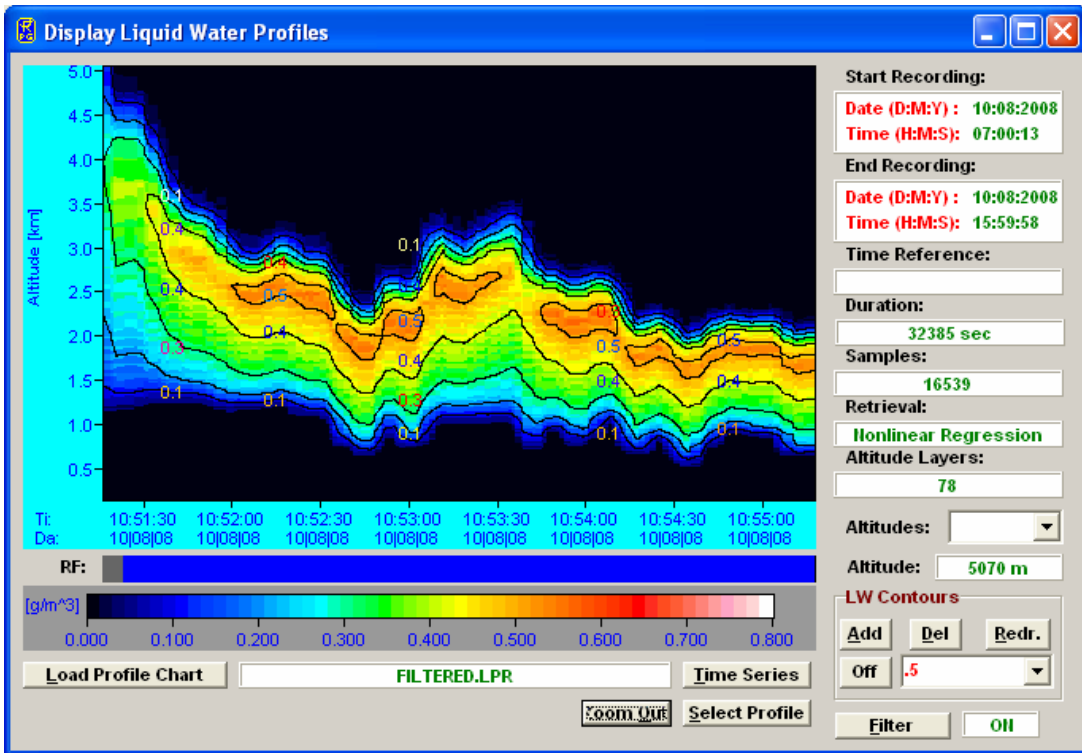 Display Liquid Water Profiles
5.0
4.5
4.0
3.5
3.0
2.5
2.0
1.5
1.0
0.5
Altitude [km]
0.1
0.4
0.4
0.3
0.1
0.4
0.5
0.4
0.1
0.1
0.5
0.4
0.3
0.1
0.5
0.4
0.1
0.5
0.4
0.1
Ti: 10:51:30 10:52:00 10:52:30 10:53:00 10:53:30 10:54:00 10:54:30 10:55:00
Da: 10|08|08 10|08|08 10|08|08 10|08|08 10|08|08 10|08|08 10|08|08 10|08|08
RF:
[g/m^3]
0.000 0.100 0.200 0.300 0.400 0.500 0.600 0.700 0.800
Load Profile Chart FILTERED.LPR Time Series
Zoom Out Select Profile
Start Recording:
Date (D:M:Y) : 10:08:2008
Time (H:M:S): 07:00:13
End Recording:
Date (D:M:Y) : 10:08:2008
Time (H:M:S): 15:59:58
Time Reference:
Duration:
32385 sec
Samples:
16539
Retrieval:
Nonlinear Regression
Altitude Layers:
78
Altitudes:
Altitude: 5070 m
LW Contours
Add Del Redr.
Off .5
Filter ON